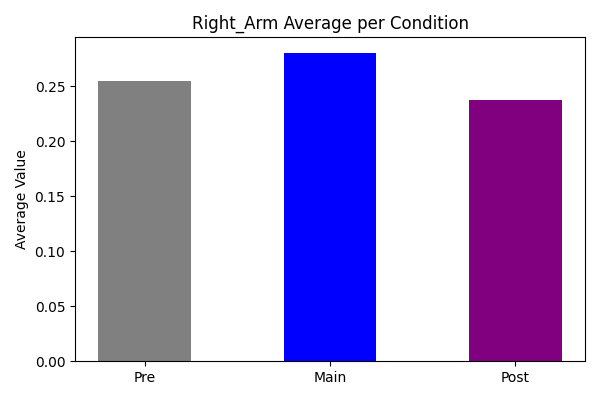 Right_Arm Average per Condition
Average Value
0.25
0.20
0.15
0.10
0.05
0.00
Pre
Main
Post